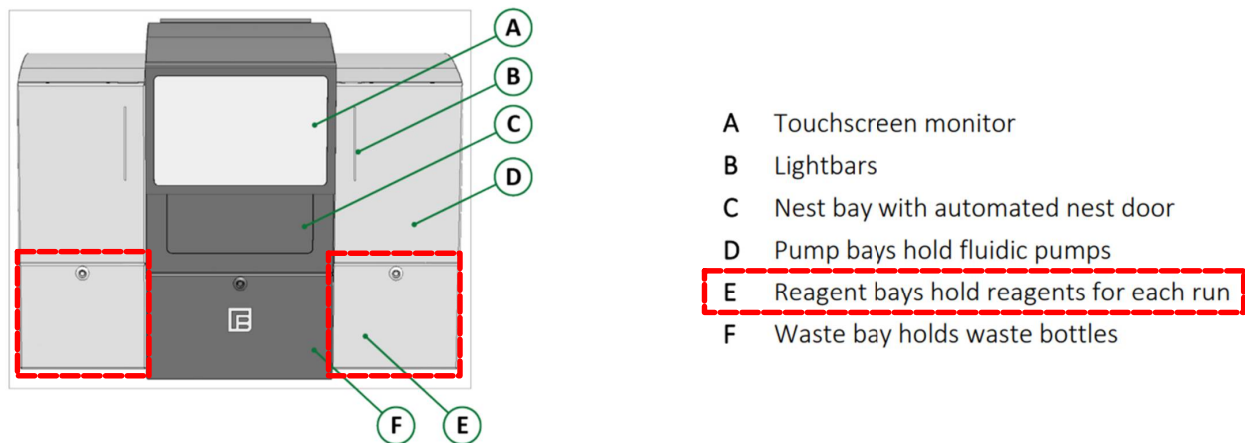 A
B
C
D
F
E
A Touchscreen monitor
B Lightbars
C Nest bay with automated nest door
D Pump bays hold fluidic pumps
E Reagent bays hold reagents for each run
F Waste bay holds waste bottles